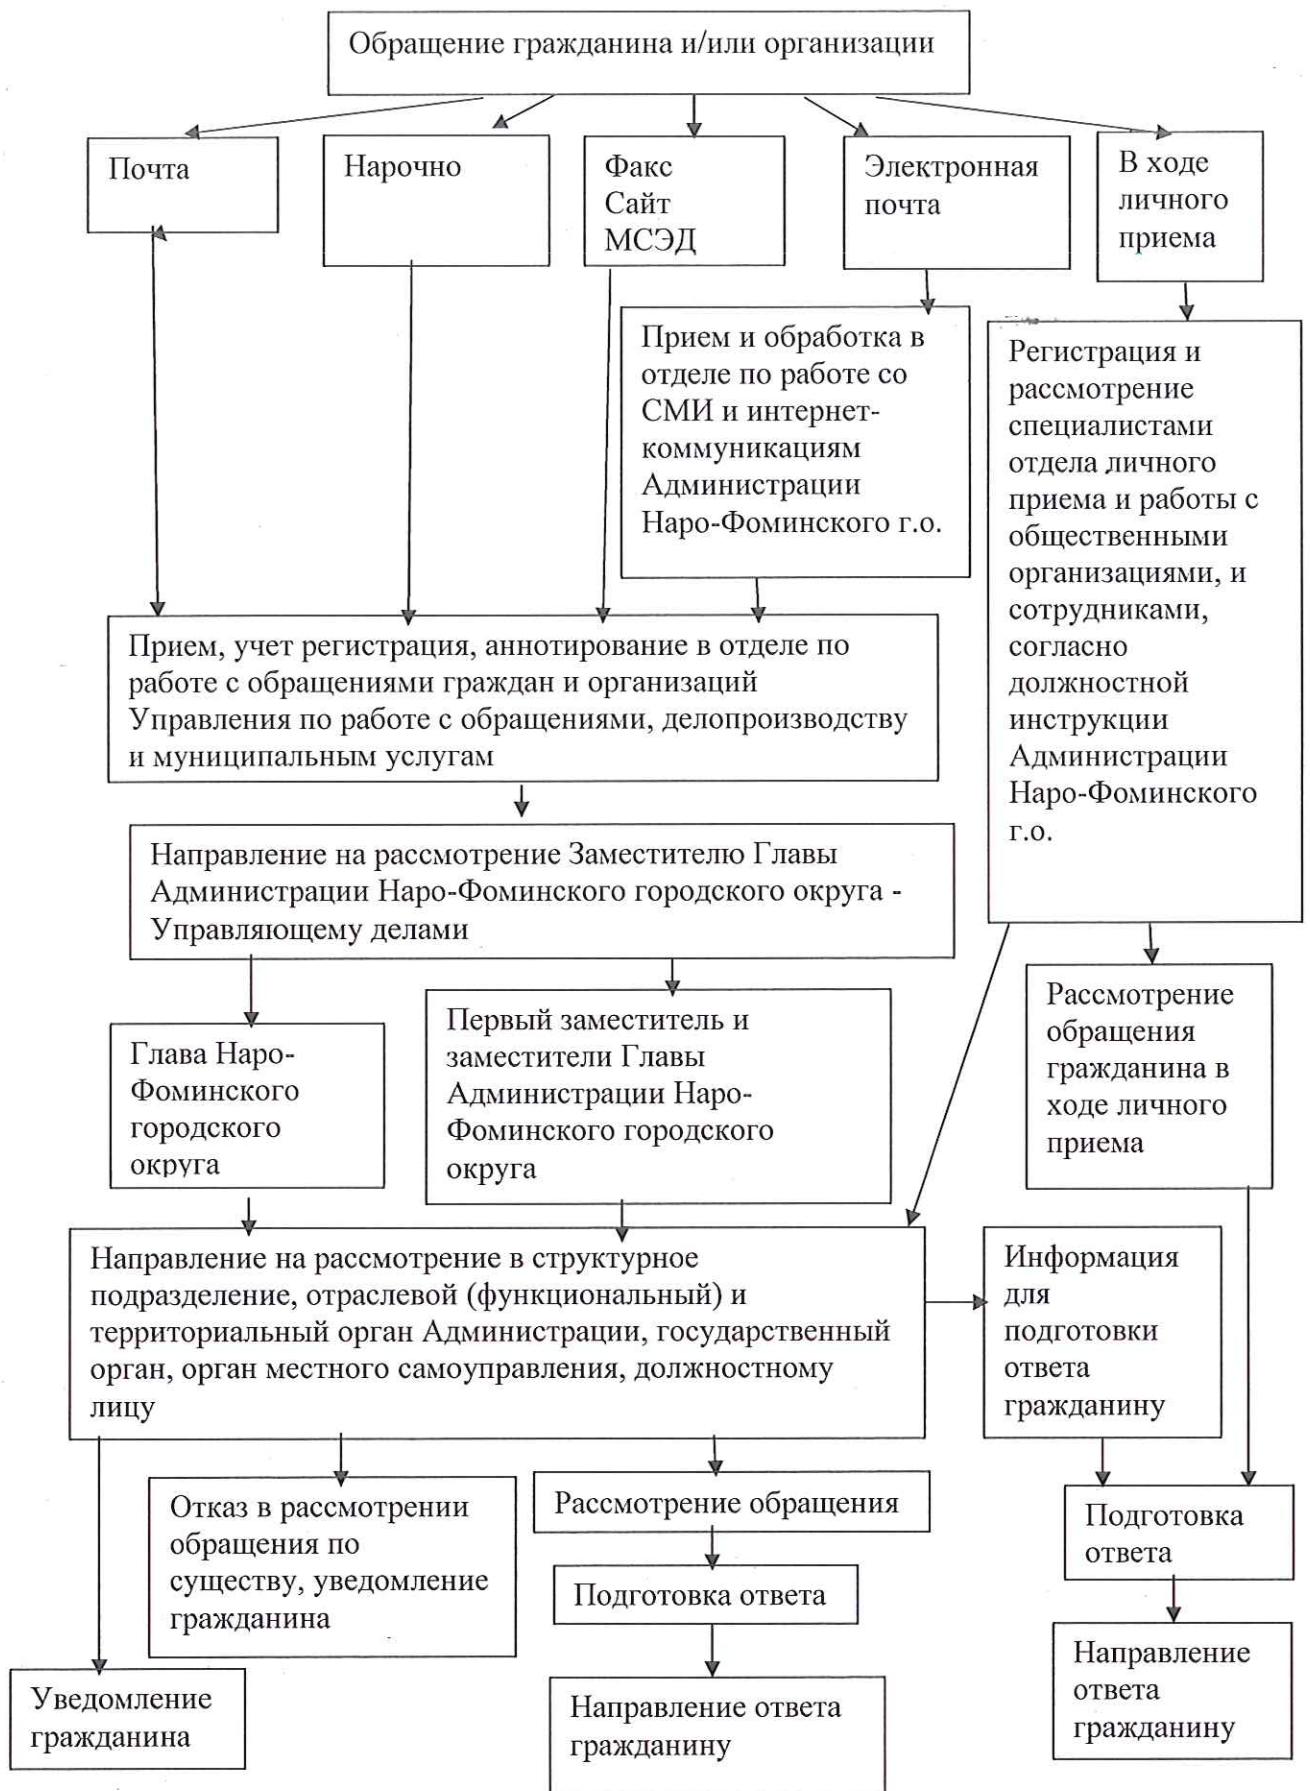 Обращение гражданина и/или организации
Почта
Нарочно
Факс
Сайт
МСЭД
Электронная
почта
В ходе
личного
приема
Прием и обработка в
отделе по работе со
СМИ и интернет-
коммуникациям
Администрации
Наро-Фоминского г.о.
Регистрация и
рассмотрение
специалистами
отдела личного
приема и работы с
общественными
организациями, и
сотрудниками,
согласно
должностной
инструкции
Администрации
Наро-Фоминского
г.о.
Прием, учет регистрация, аннотирование в отделе по
работе с обращениями граждан и организаций
Управления по работе с обращениями, делопроизводству
и муниципальным услугам
Направление на рассмотрение Заместителю Главы
Администрации Наро-Фоминского городского округа -
Управляющему делами
Глава Наро-
Фоминского
городского
округа
Первый заместитель и
заместители Главы
Администрации Наро-
Фоминского городского
округа
Рассмотрение
обращения
гражданина в
ходе личного
приема
Направление на рассмотрение в структурное
подразделение, отраслевой (функциональный) и
территориальный орган Администрации, государственный
орган, орган местного самоуправления, должностному
лицу
Информация
для
подготовки
ответа
гражданину
Отказ в рассмотрении
обращения по
существу, уведомление
гражданина
Рассмотрение обращения
Подготовка ответа
Подготовка
ответа
Уведомление
гражданина
Направление ответа
гражданину
Направление
ответа
гражданину